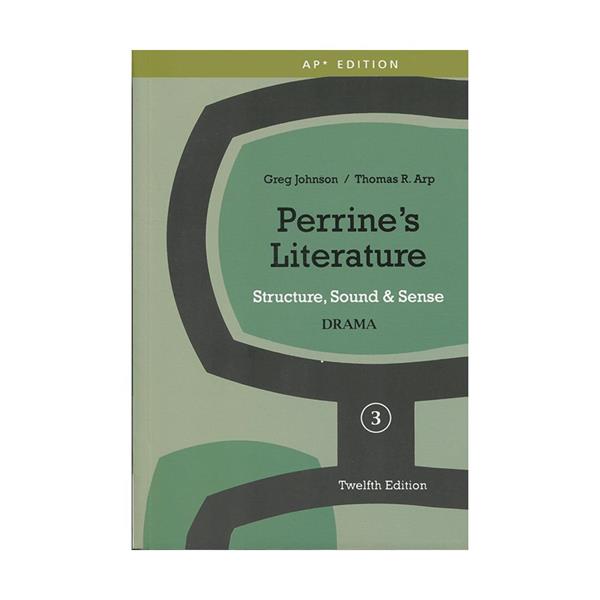 AP* EDITION
Greg Johnson / Thomas R. Arp
Perrine's
Literature
Structure, Sound & Sense
DRAMA
3
Twelfth Edition